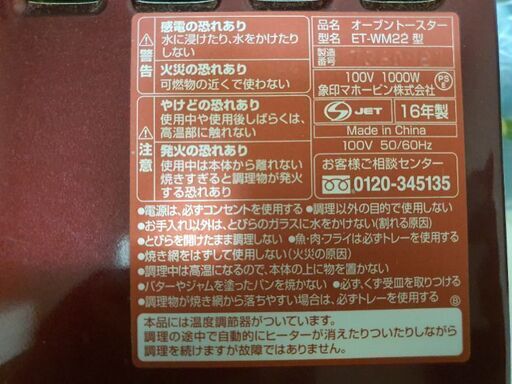 警告
感電の恐れあり
水に浸けたり、水をかけたり
しない
火災の恐れあり
可燃物の近くで使わない
注意
やけどの恐れあり
使用中や使用後しばらくは、
高温部に触れない
発火の恐れあり
使用中は本体から離れない
焼きすぎると調理物が発火
する恐れあり
品名 オーブントースター
型名 ET-WM22 型
製造
番号
100V 1000W
PS
E
象印マホービン株式会社
JET
16年製
Made in China
100V 50/60Hz
お客様ご相談センター
0120-345135
●電源は、必ずコンセントを使用する ●調理以外の目的で使用しない
●お手入れ以外は、とびらのガラスに水をかけない(割れる原因)
●とびらを開けたまま調理しない ●魚・肉・フライは必ずトレーを使用する
●焼き網をはずして使用しない(火災の原因)
●調理中は高温になるので、本体の上に物を置かない
●バターやジャムを塗ったパンを焼かない ●必ず、くず受皿を取りつける
●調理物が焼き網から落ちやすい場合は、必ずトレーを使用する
B
本品には温度調節器がついています。
調理の途中で自動的にヒーターが消えたりついたりしながら
調理を続けますが故障ではありません。